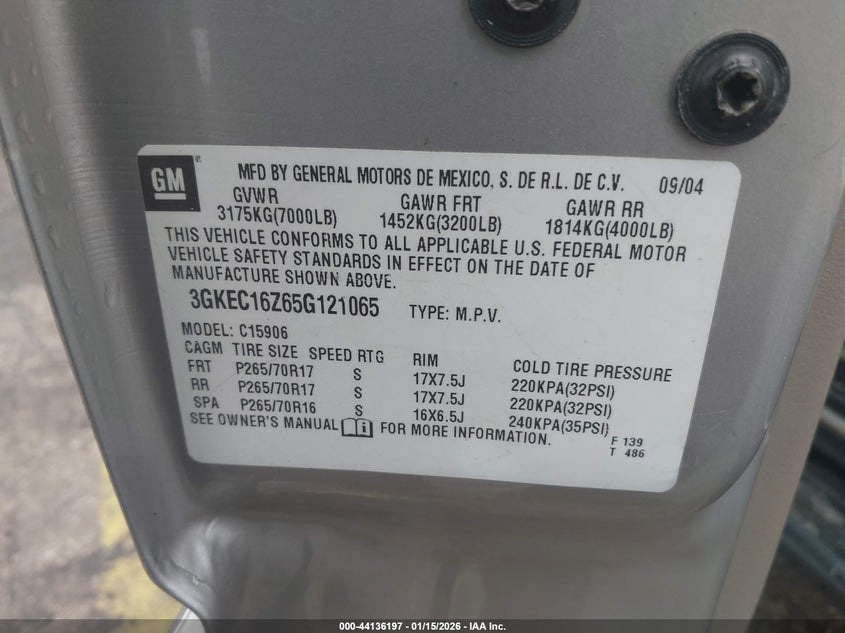 GM ®
MFD BY GENERAL MOTORS DE MEXICO, S. DE R.L. DE C.V. 09/04
GVWR GAWR FRT GAWR RR
3175KG(7000LB) 1452KG(3200LB) 1814KG(4000LB)
THIS VEHICLE CONFORMS TO ALL APPLICABLE U.S. FEDERAL MOTOR
VEHICLE SAFETY STANDARDS IN EFFECT ON THE DATE OF
MANUFACTURE SHOWN ABOVE.
3GKEC16Z65G121065 TYPE: M.P.V.
MODEL: C15906
CAGM TIRE SIZE SPEED RTG RIM COLD TIRE PRESSURE
FRT P265/70R17 S 17X7.5J 220KPA(32PSI)
RR P265/70R17 S 17X7.5J 220KPA(32PSI)
SPA P265/70R16 S 16X6.5J 240KPA(35PSI)
SEE OWNER'S MANUAL FOR MORE INFORMATION.
F 139
T 486
000-44136197 - 01/15/2026 - IAA Inc.